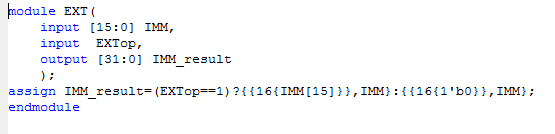 module EXT(
    input [15:0] IMM,
    input  EXTop,
    output [31:0] IMM_result
    );
assign IMM_result=(EXTop==1)?{{16{IMM[15]}},IMM}:{{16{1'b0}},IMM};
endmodule